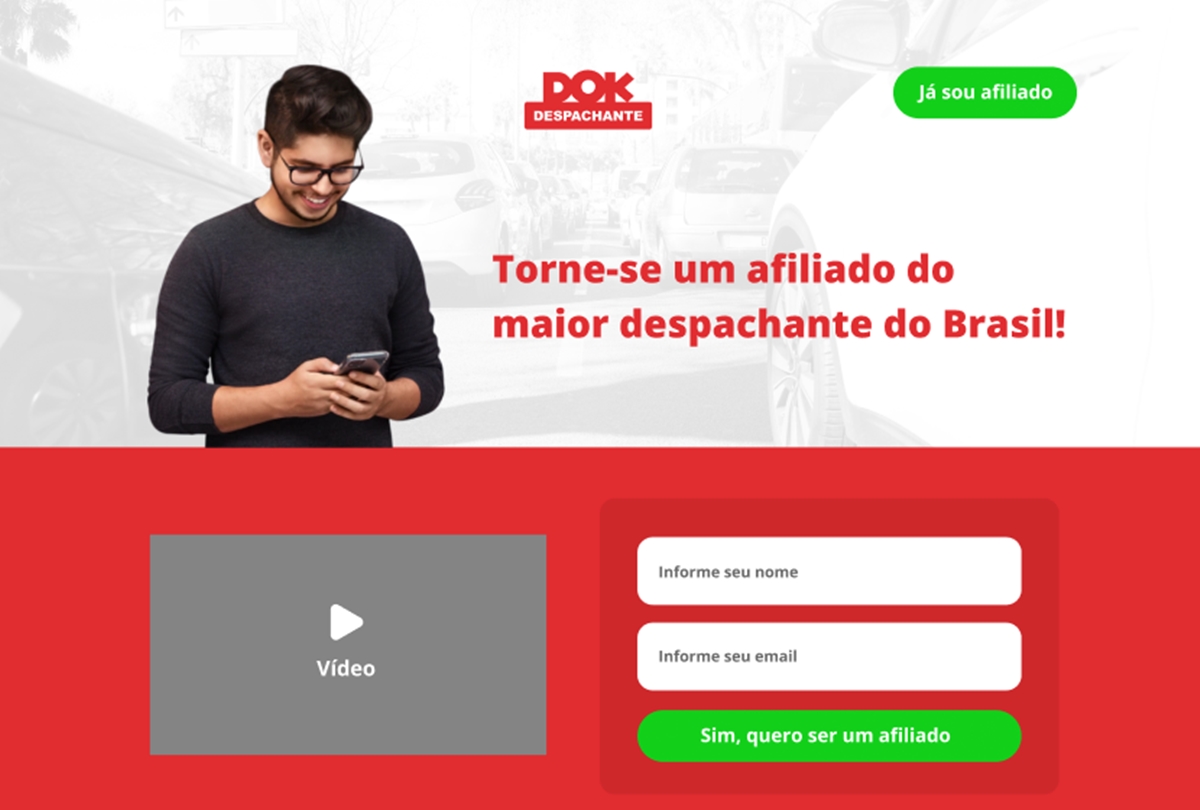 DOK
DESPACHANTE
Já sou afiliado
Torne-se um afiliado do
maior despachante do Brasil!
Vídeo
Informe seu nome
Informe seu email
Sim, quero ser um afiliado